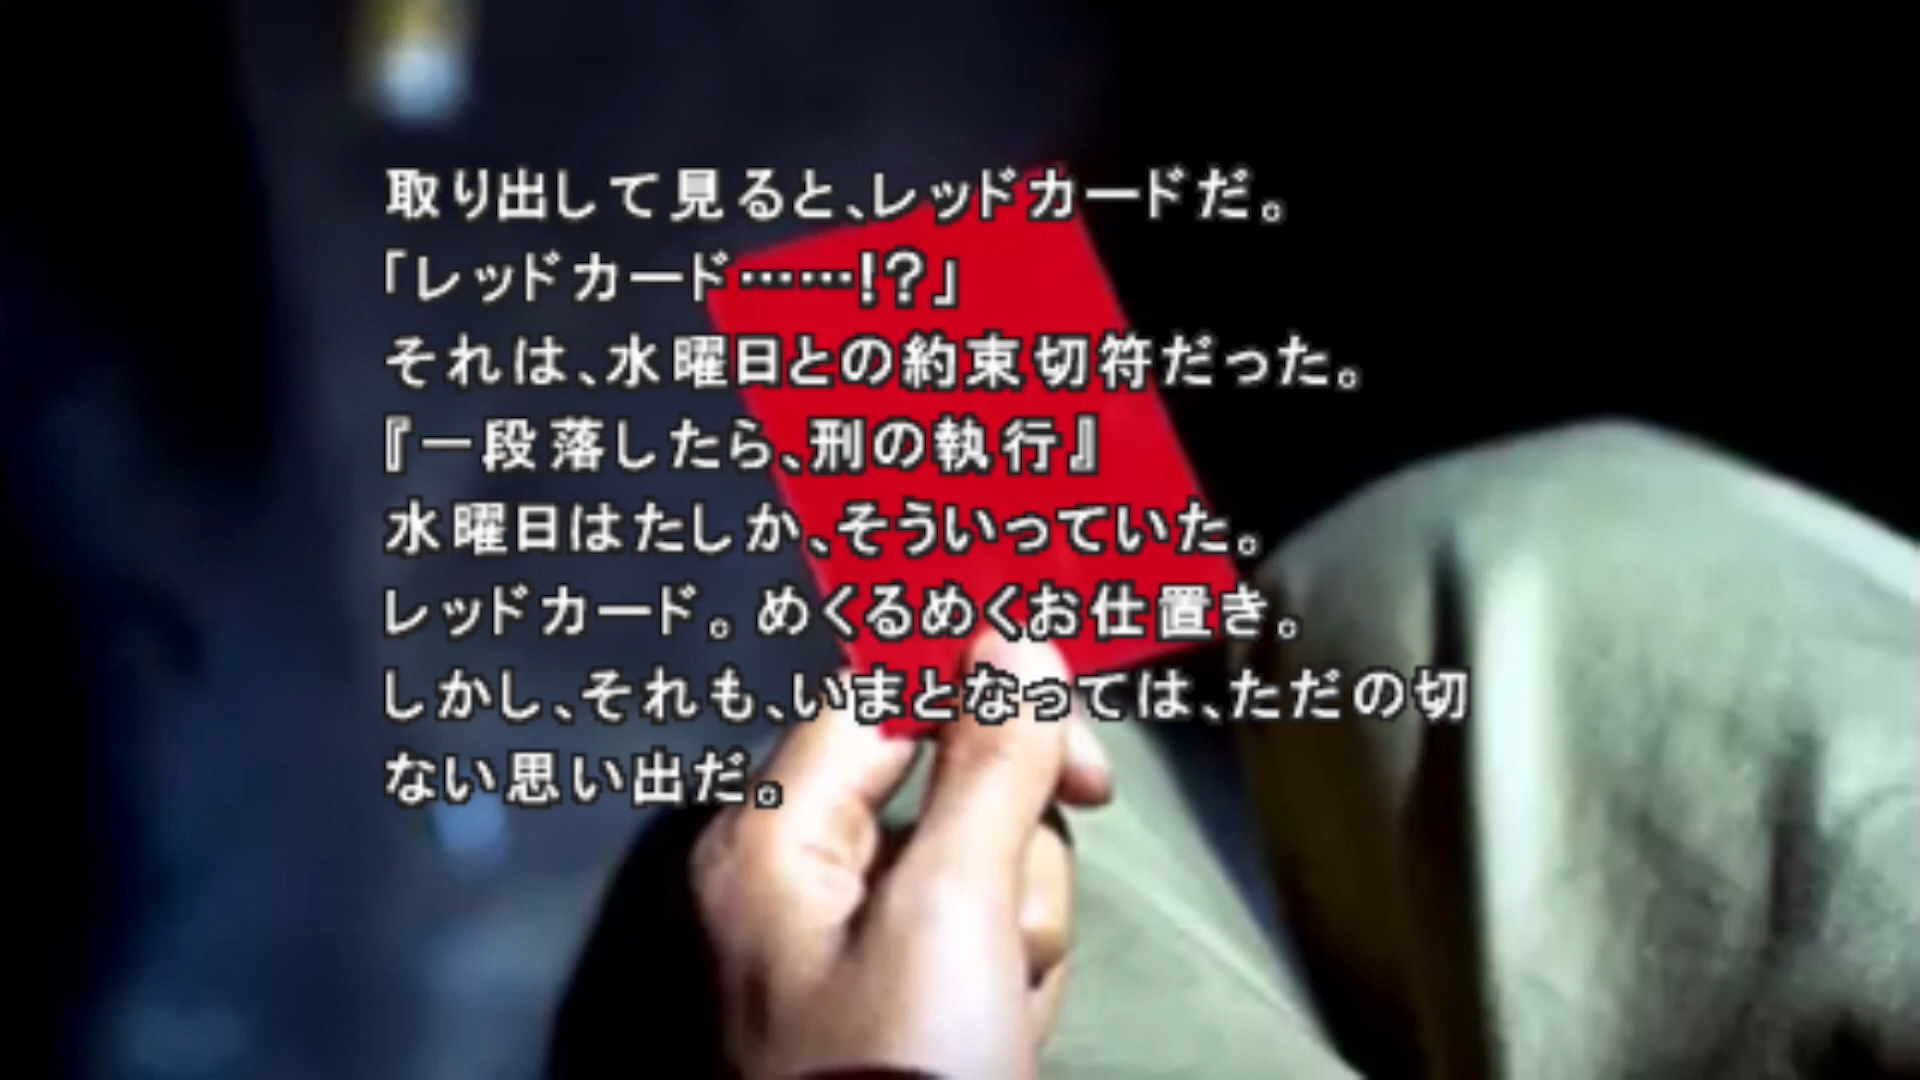 取り出して見ると、レッドカードだ。
「レッドカード……!?」
それは、水曜日との約束切符だった。
『一段落したら、刑の執行』
水曜日はたしか、そういっていた。
レッドカード。めくるめくお仕置き。
しかし、それも、いまとなっては、ただの切
ない思い出だ。